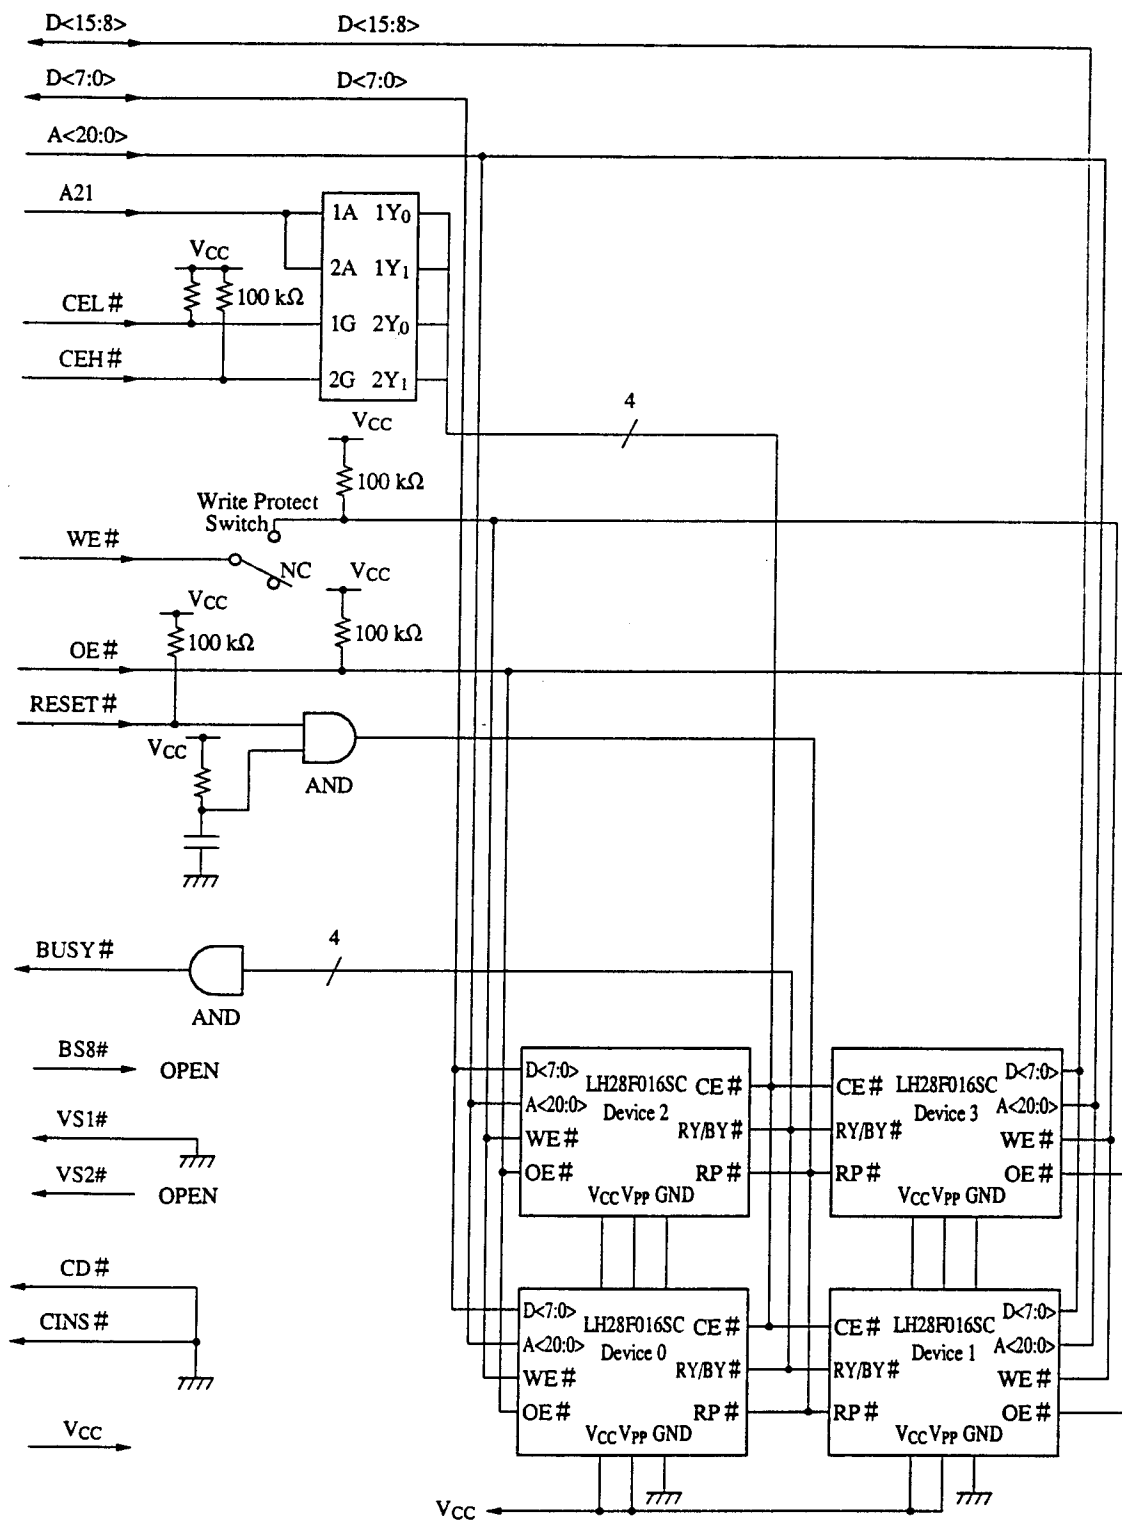 D<15:8> D<15:8>
D<7:0> D<7:0>
A<20:0>
A21
1A 1Y0
VCC
2A 1Y1
100 kΩ
CEL#
1G 2Y0
CEH#
2G 2Y1
4
VCC
100 kΩ
Write Protect
Switch
WE#
NC
VCC
VCC
100 kΩ
100 kΩ
OE#
RESET#
VCC
AND
BUSY#
4
AND
BS8#
OPEN
VS1#
VS2#
OPEN
CD#
CINS#
VCC
D<7:0> LH28F016SC CE#
A<20:0> Device 2
WE# RY/BY#
OE# RP#
VCC VPP GND
CE# LH28F016SC D<7:0>
Device 3 A<20:0>
RY/BY# WE#
RP# OE#
VCC VPP GND
D<7:0> LH28F016SC CE#
A<20:0> Device 0
WE# RY/BY#
OE# RP#
VCC VPP GND
CE# LH28F016SC D<7:0>
Device 1 A<20:0>
RY/BY# WE#
RP# OE#
VCC VPP GND
VCC